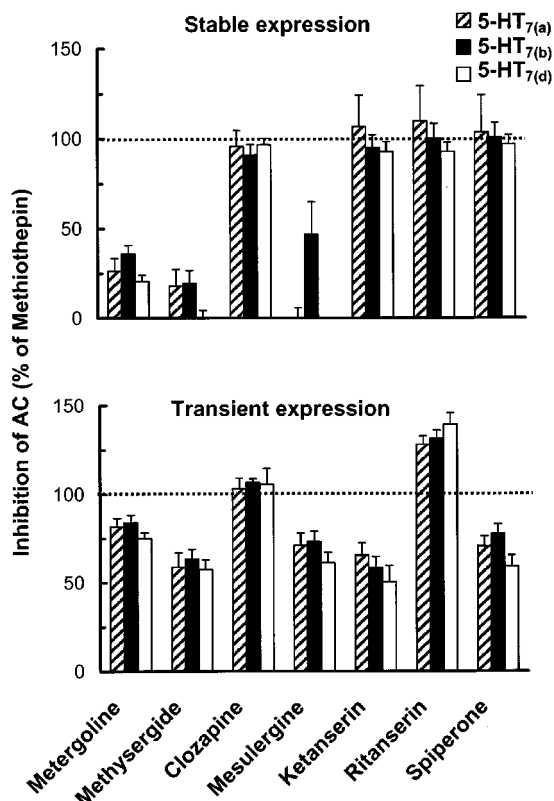 Stable expression
5-HT7(a)
5-HT7(b)
5-HT7(d)
150
100
50
0
Inhibition of AC (% of Methiothepin)
Transient expression
150
100
50
0
Metergoline
Methysergide
Clozapine
Mesulergine
Ketanserin
Ritanserin
Spiperone